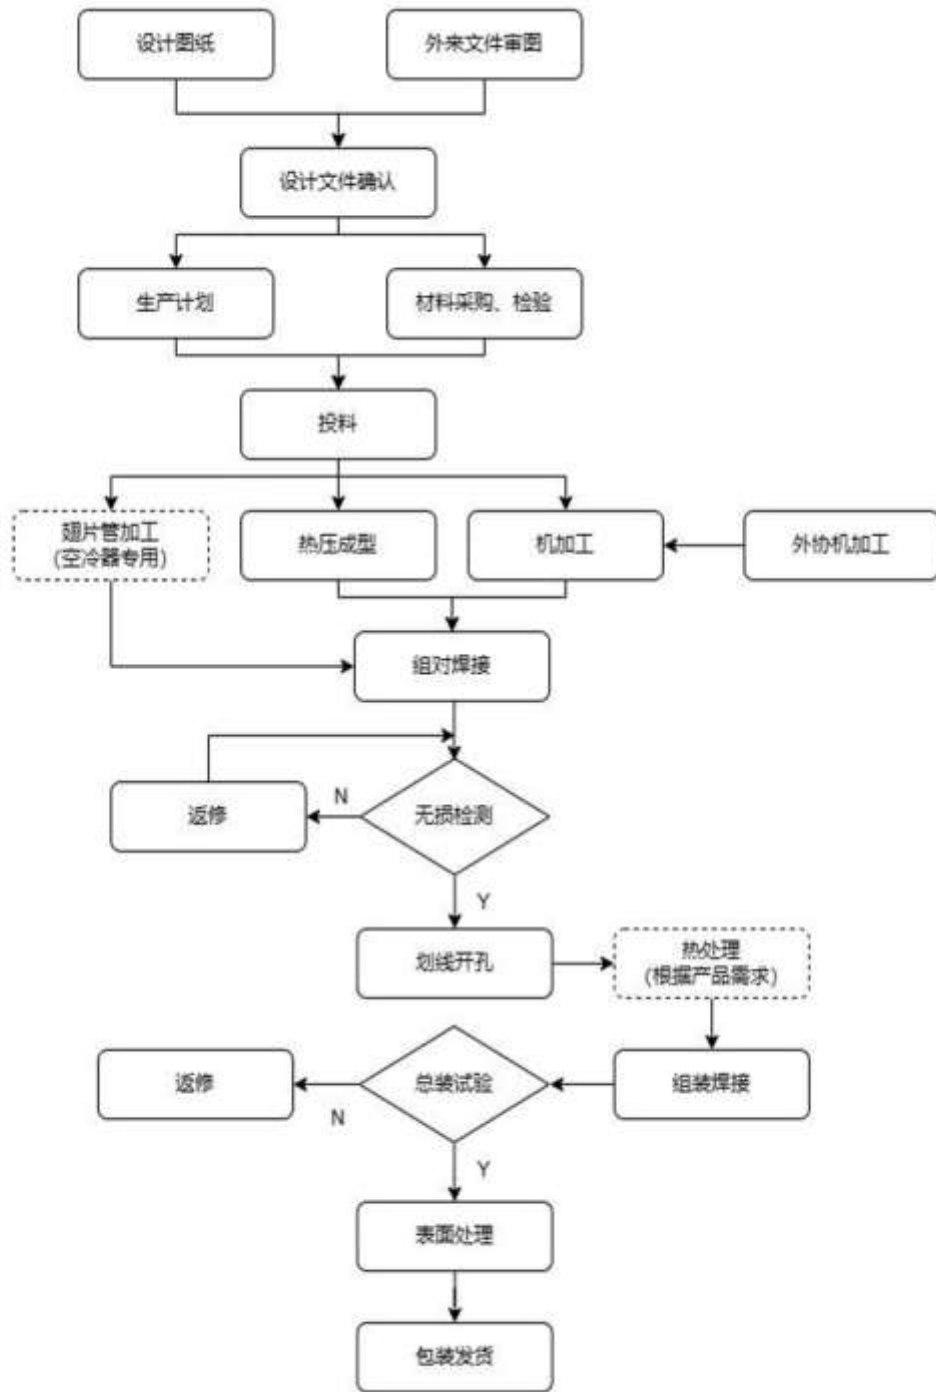 设计图纸
外来文件审图
设计文件确认
生产计划
材料采购、检验
投料
翅片管加工
(空冷器专用)
热压成型
机加工
外协机加工
组对焊接
返修
N
无损检测
Y
划线开孔
热处理
(根据产品需求)
返修
N
总装试验
组装焊接
Y
表面处理
包装发货